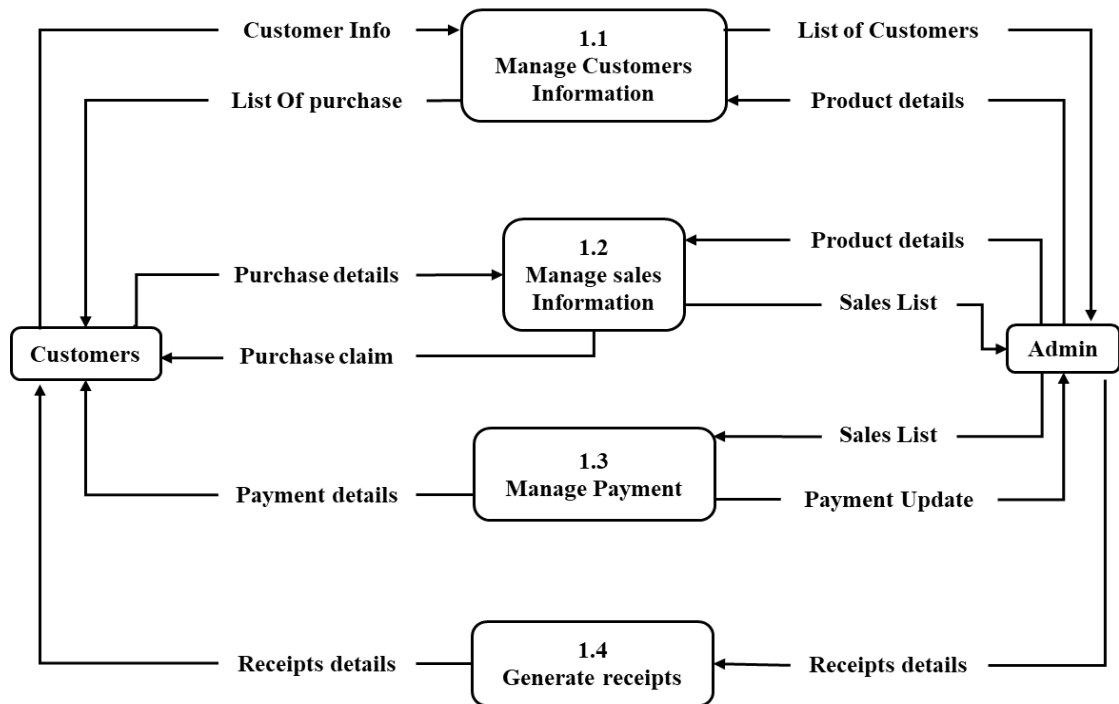 Customer Info
1.1
Manage Customers
Information
List of Customers
List Of purchase
Product details
1.2
Manage sales
Information
Product details
Purchase details
Sales List
Customers
Purchase claim
Admin
Sales List
1.3
Manage Payment
Payment details
Payment Update
1.4
Generate receipts
Receipts details
Receipts details